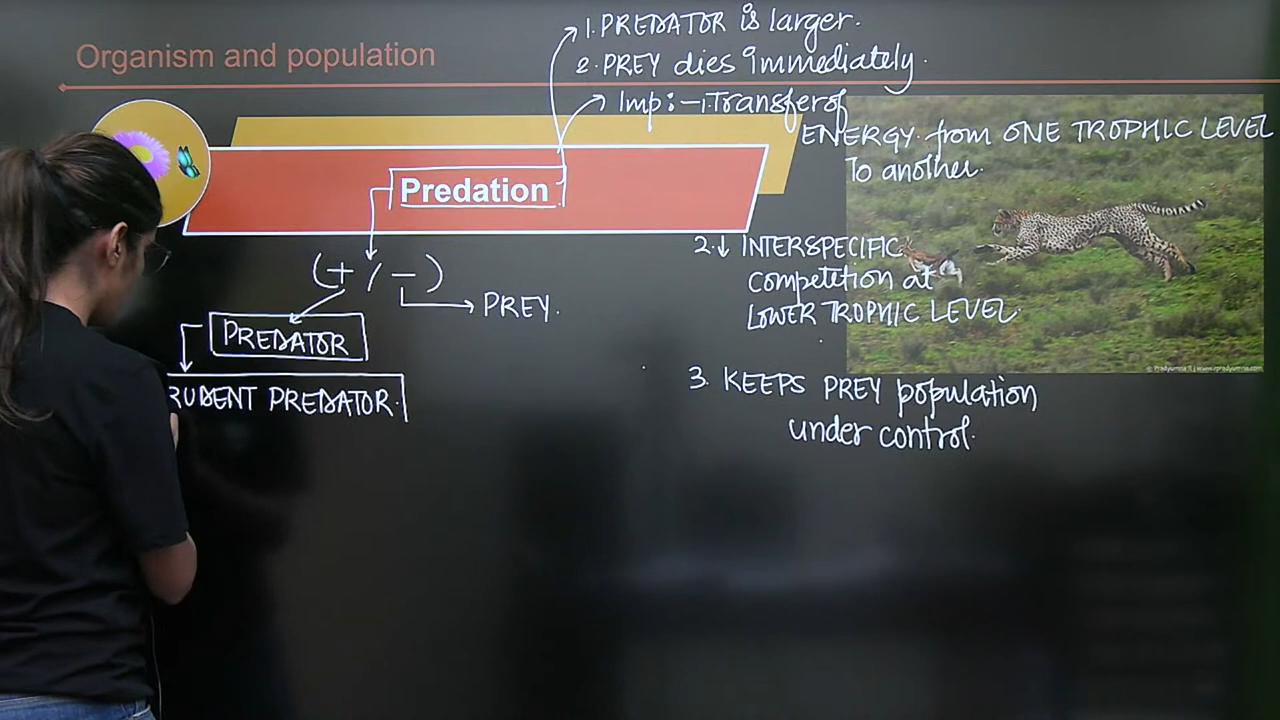 Organism and population
1. PREDATOR is larger.
2. PREY dies immediately.
Imp:- 1. Transfer of
ENERGY from ONE TROPHIC LEVEL
To another.
Predation
(+ / -)
PREY.
PREDATOR
RUDENT PREDATOR.
2. ↓ INTERSPECIFIC
competition at
LOWER TROPHIC LEVEL.
3. KEEPS PREY population
under control.